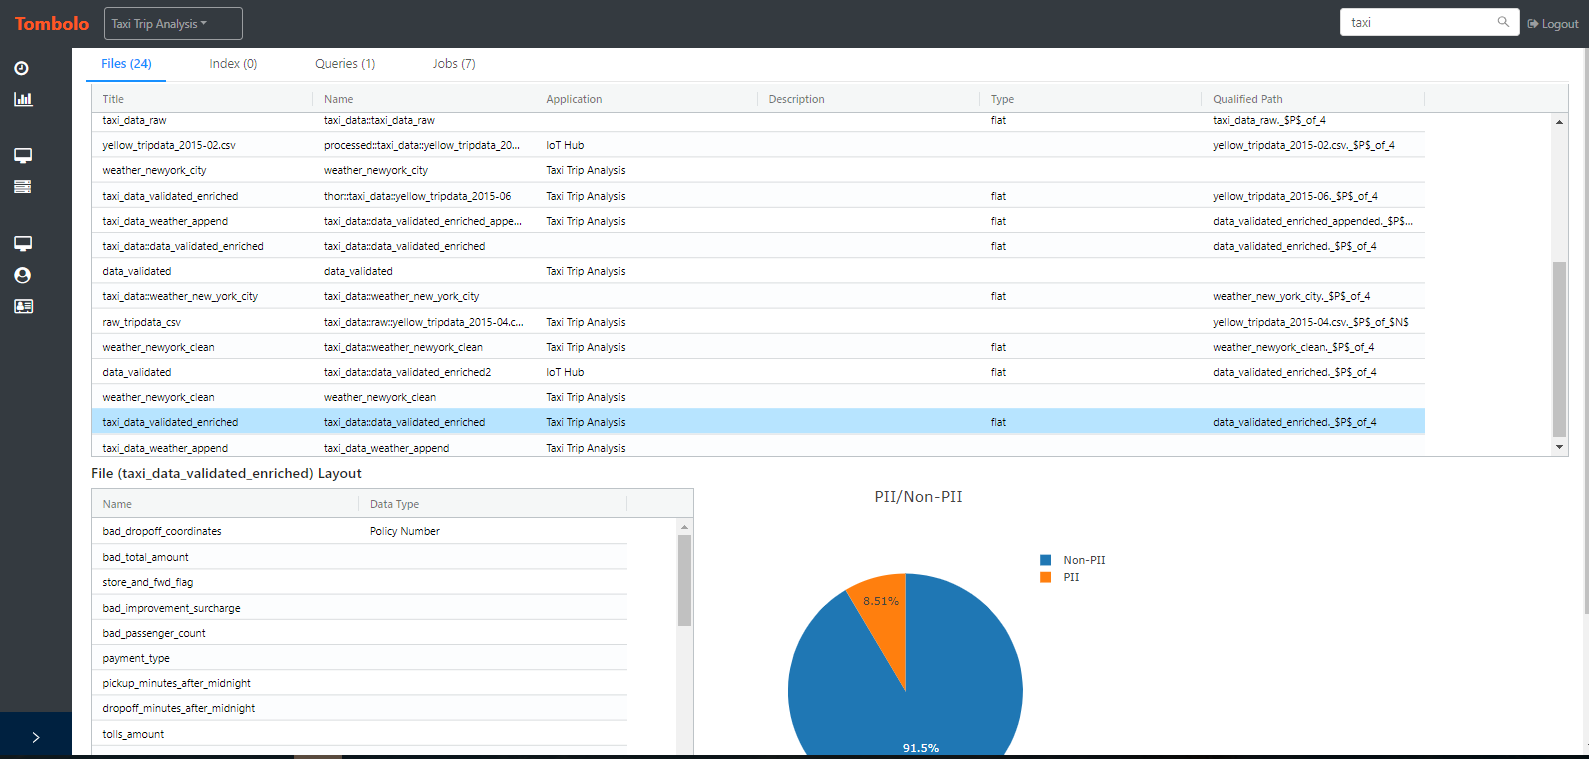 Tombolo Taxi Trip Analysis taxi Logout
Files (24) Index (0) Queries (1) Jobs (7)
Title Name Application Description Type Qualified Path
taxi_data_raw taxi_data::taxi_data_raw flat taxi_data_raw._$P$_of_4
yellow_tripdata_2015-02.csv processed::taxi_data::yellow_tripdata_20... IoT Hub yellow_tripdata_2015-02.csv._$P$_of_4
weather_newyork_city weather_newyork_city Taxi Trip Analysis
taxi_data_validated_enriched thor::taxi_data::yellow_tripdata_2015-06 Taxi Trip Analysis flat yellow_tripdata_2015-06._$P$_of_4
taxi_data_weather_append taxi_data::data_validated_enriched_appe... Taxi Trip Analysis flat data_validated_enriched_appended._$P$...
taxi_data::data_validated_enriched taxi_data::data_validated_enriched flat data_validated_enriched._$P$_of_4
data_validated data_validated Taxi Trip Analysis
taxi_data::weather_new_york_city taxi_data::weather_new_york_city flat weather_new_york_city._$P$_of_4
raw_tripdata_csv taxi_data::raw::yellow_tripdata_2015-04.c... Taxi Trip Analysis yellow_tripdata_2015-04.csv._$P$_of_$N$
weather_newyork_clean taxi_data::weather_newyork_clean Taxi Trip Analysis flat weather_newyork_clean._$P$_of_4
data_validated taxi_data::data_validated_enriched2 IoT Hub flat data_validated_enriched._$P$_of_4
weather_newyork_clean weather_newyork_clean Taxi Trip Analysis
taxi_data_validated_enriched taxi_data::data_validated_enriched Taxi Trip Analysis flat data_validated_enriched._$P$_of_4
taxi_data_weather_append taxi_data_weather_append Taxi Trip Analysis
File (taxi_data_validated_enriched) Layout
Name Data Type
bad_dropoff_coordinates Policy Number
bad_total_amount
store_and_fwd_flag
bad_improvement_surcharge
bad_passenger_count
payment_type
pickup_minutes_after_midnight
dropoff_minutes_after_midnight
tolls_amount
PII/Non-PII
Non-PII
PII
8.51%
91.5%